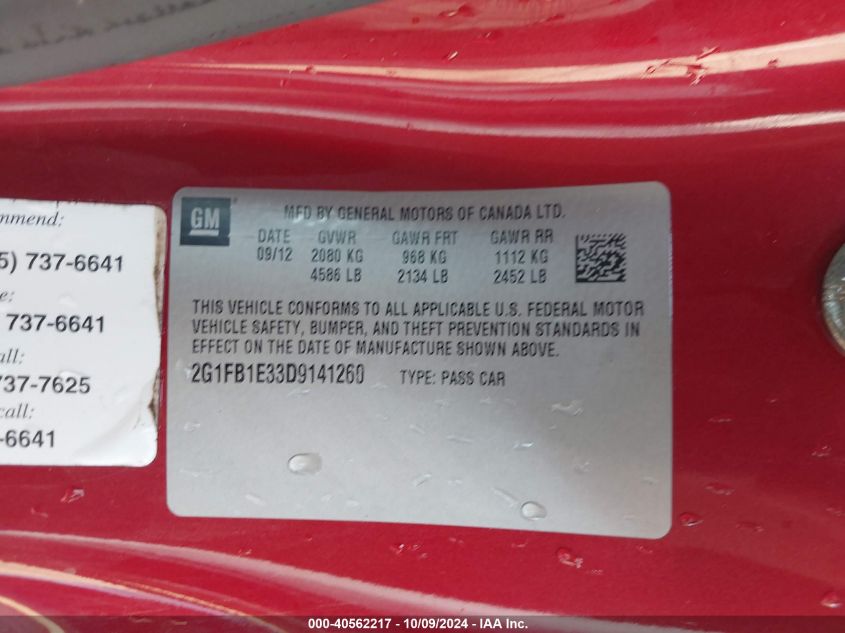 mmend:
5) 737-6641
e:
737-6641
all:
737-7625
call:
-6641
GM
MFD BY GENERAL MOTORS OF CANADA LTD.
DATE GVWR GAWR FRT GAWR RR
09/12 2080 KG 968 KG 1112 KG
4586 LB 2134 LB 2452 LB
THIS VEHICLE CONFORMS TO ALL APPLICABLE U.S. FEDERAL MOTOR
VEHICLE SAFETY, BUMPER, AND THEFT PREVENTION STANDARDS IN
EFFECT ON THE DATE OF MANUFACTURE SHOWN ABOVE.
2G1FB1E33D9141260 TYPE: PASS CAR
000-40562217 - 10/09/2024 - IAA Inc.